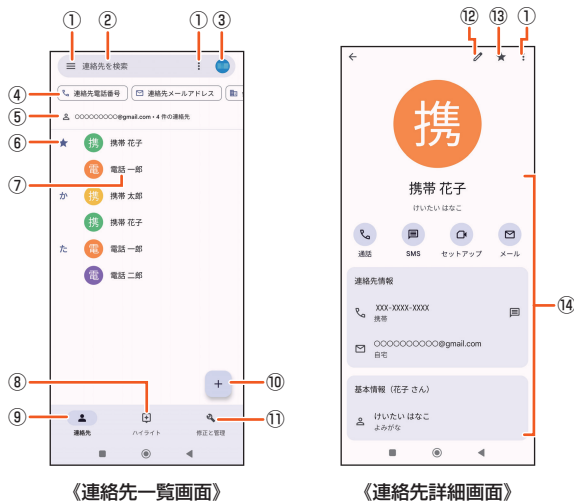 ① ② ① ③
連絡先を検索
④ 連絡先電話番号 連絡先メールアドレス
⑤ ○○○○○○○○○@gmail.com・4 件の連絡先
⑥ ★ 携 携帯 花子
⑦ 電 電話 一郎
か 携 携帯 太郎
携 携帯 花子
た 電 電話 一郎
電 電話 二郎
⑧ + ⑩
⑨ ⑪
連絡先 ハイライト 修正と管理
《連絡先一覧画面》
⑫ ⑬ ①
携
携帯 花子
けいたい はなこ
通話 SMS セットアップ メール
連絡先情報
⑭
XXX-XXXX-XXXX
携帯
○○○○○○○○○○@gmail.com
自宅
基本情報（花子 さん）
けいたい はなこ
よみがな
《連絡先詳細画面》